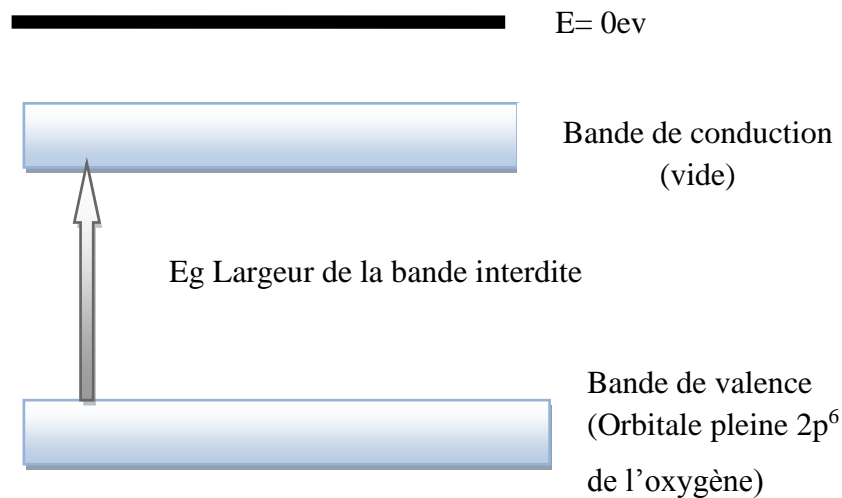 E= 0ev
Bande de conduction
(vide)
Eg Largeur de la bande interdite
Bande de valence
(Orbitale pleine 2p⁶
de l’oxygène)